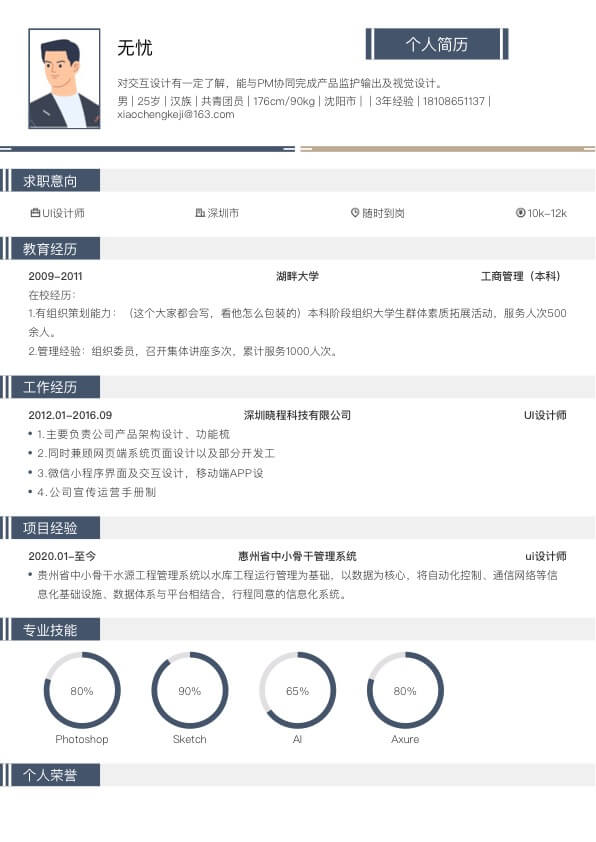 无忧
个人简历
对交互设计有一定了解，能与PM协同完成产品监护输出及视觉设计。
男 | 25岁 | 汉族 | 共青团员 | 176cm/90kg | 沈阳市 | | 3年经验 | 18108651137 |
xiaochengkeji@163.com
求职意向
UI设计师 深圳市 随时到岗 10k-12k
教育经历
2009-2011 湖畔大学 工商管理（本科）
在校经历：
1.有组织策划能力：（这个大家都会写，看他怎么包装的）本科阶段组织大学生群体素质拓展活动，服务人次500
余人。
2.管理经验：组织委员，召开集体讲座多次，累计服务1000人次。
工作经历
2012.01-2016.09 深圳晓程科技有限公司 UI设计师
• 1.主要负责公司产品架构设计、功能梳
• 2.同时兼顾网页端系统页面设计以及部分开发工
• 3.微信小程序界面及交互设计，移动端APP设
• 4.公司宣传运营手册制
项目经验
2020.01-至今 惠州省中小骨干管理系统 ui设计师
• 贵州省中小骨干水源工程管理系统以水库工程运行管理为基础，以数据为核心，将自动化控制、通信网络等信
息化基础设施、数据体系与平台相结合，行程同意的信息化系统。
专业技能
80% 90% 65% 80%
Photoshop Sketch AI Axure
个人荣誉